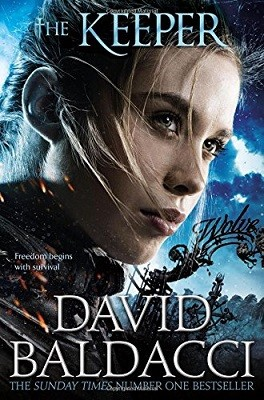 THE KEEPER
Freedom begins
with survival
DAVID
BALDACCI
THE SUNDAY TIMES NUMBER ONE BESTSELLER